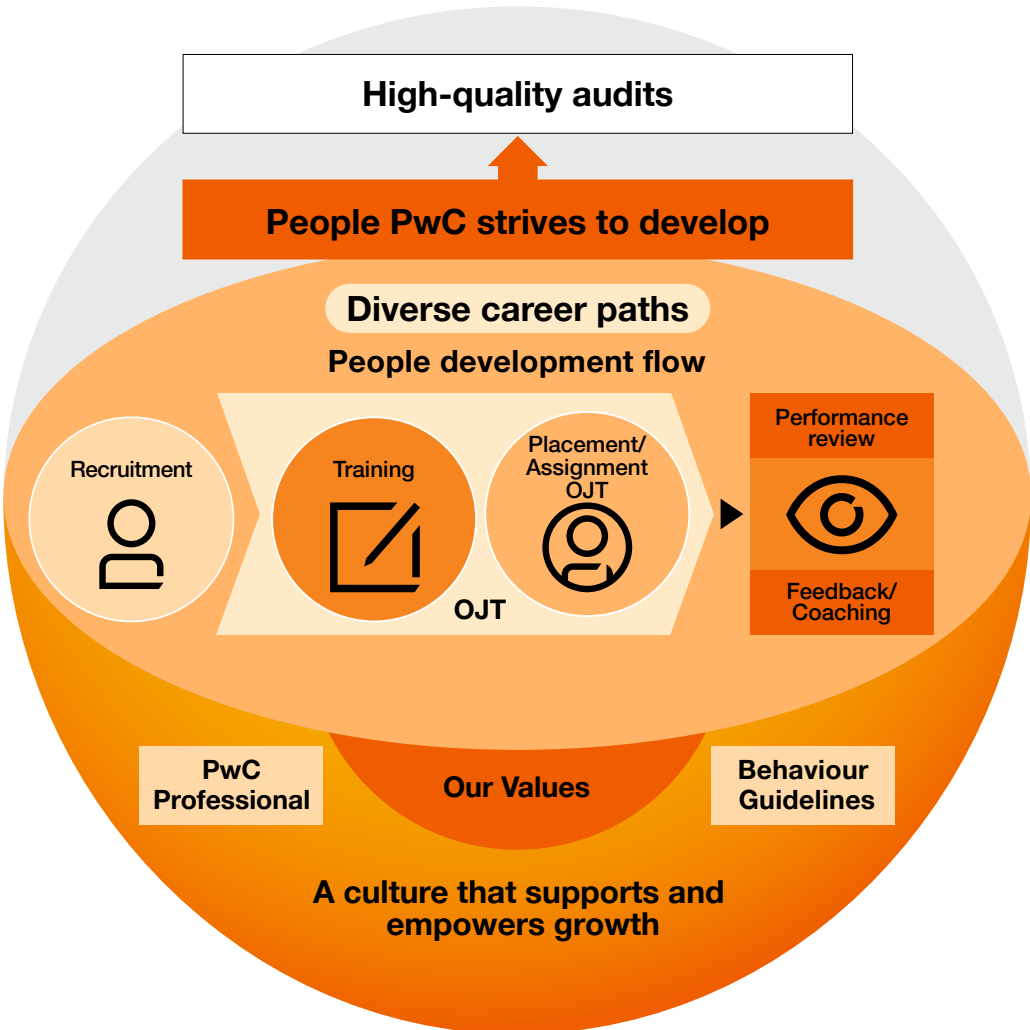 High-quality audits
People PwC strives to develop
Diverse career paths
People development flow
Recruitment
Training
Placement/
Assignment
OJT
OJT
Performance
review
Feedback/
Coaching
PwC
Professional
Our Values
Behaviour
Guidelines
A culture that supports and
empowers growth